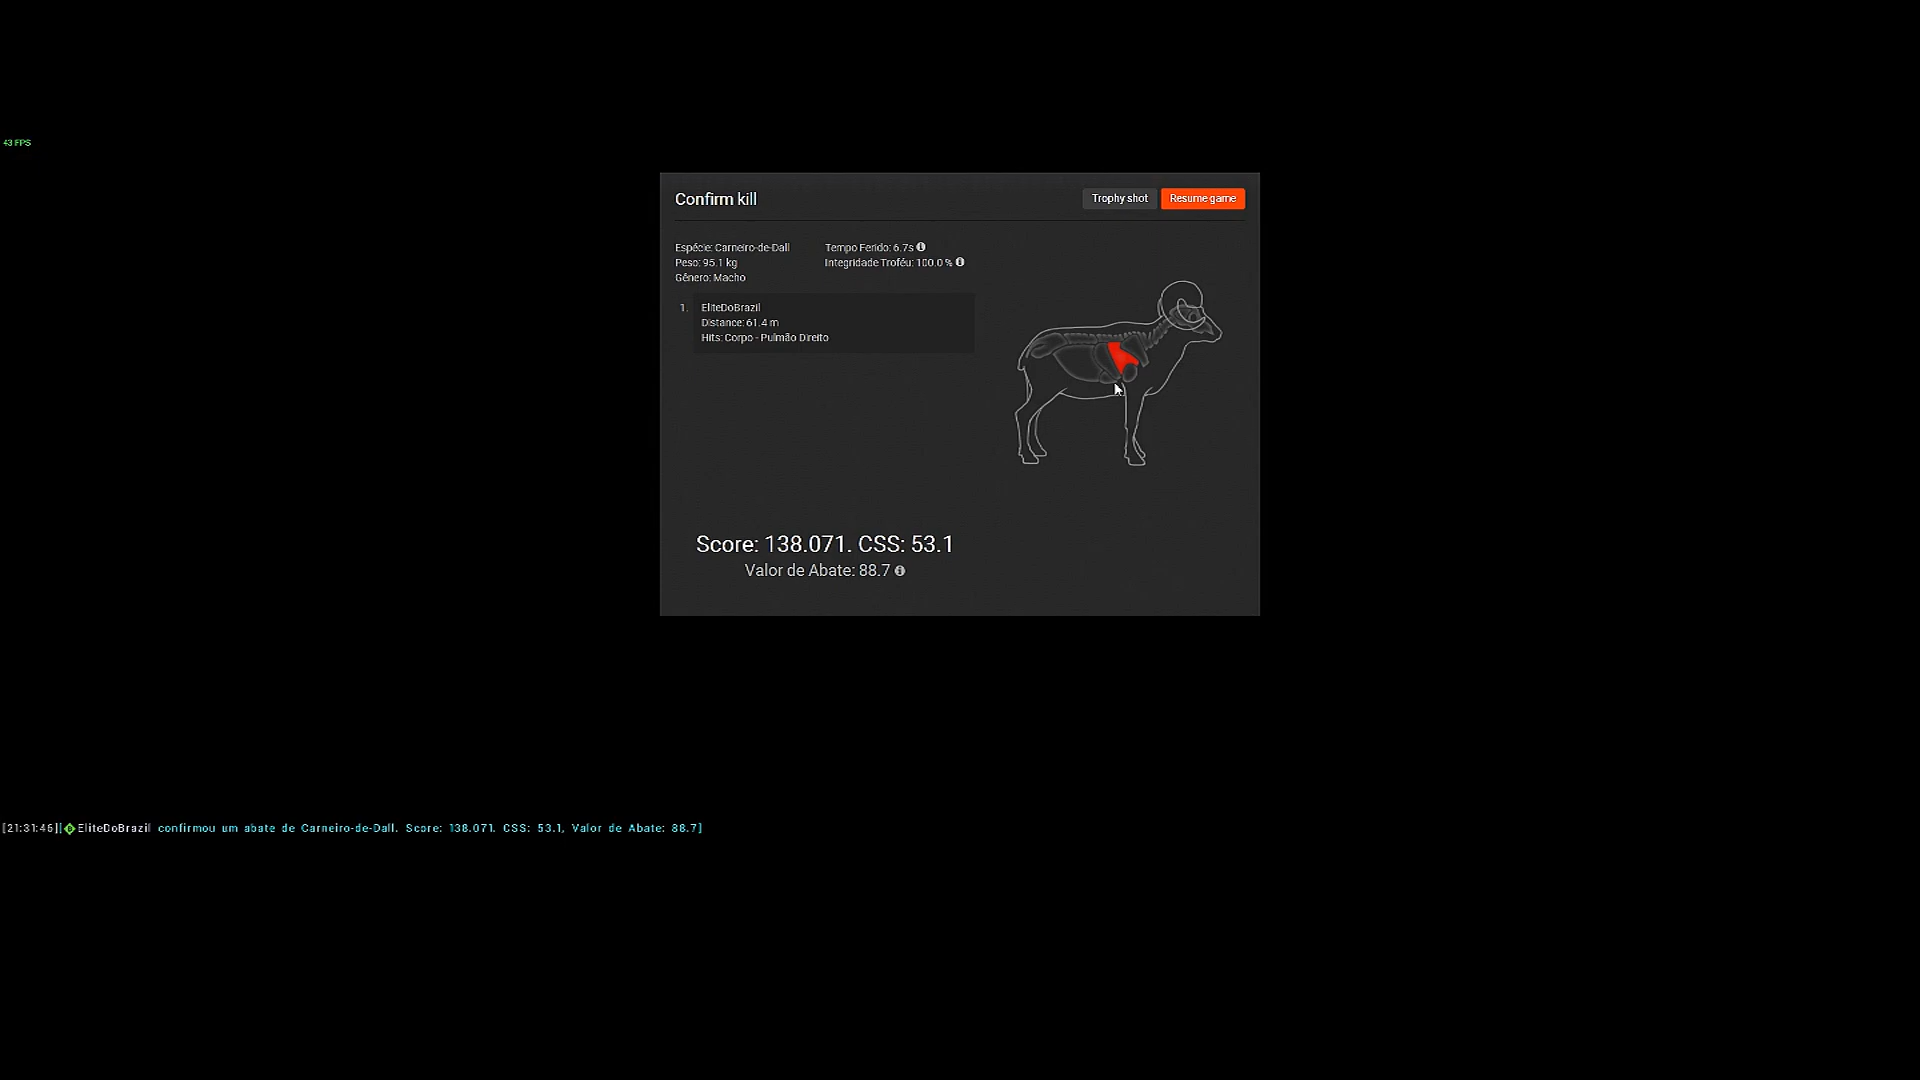 43 FPS
Confirm kill
Trophy shot
Resume game
Espécie: Carneiro-de-Dall
Tempo Ferido: 6.7s
Peso: 95.1 kg
Integridade Troféu: 100.0 %
Gênero: Macho
1. EliteDoBrazil
Distance: 61.4 m
Hits: Corpo - Pulmão Direito
Score: 138.071. CSS: 53.1
Valor de Abate: 88.7
[21:31:46][EliteDoBrazil confirmou um abate de Carneiro-de-Dall. Score: 138.071. CSS: 53.1, Valor de Abate: 88.7]